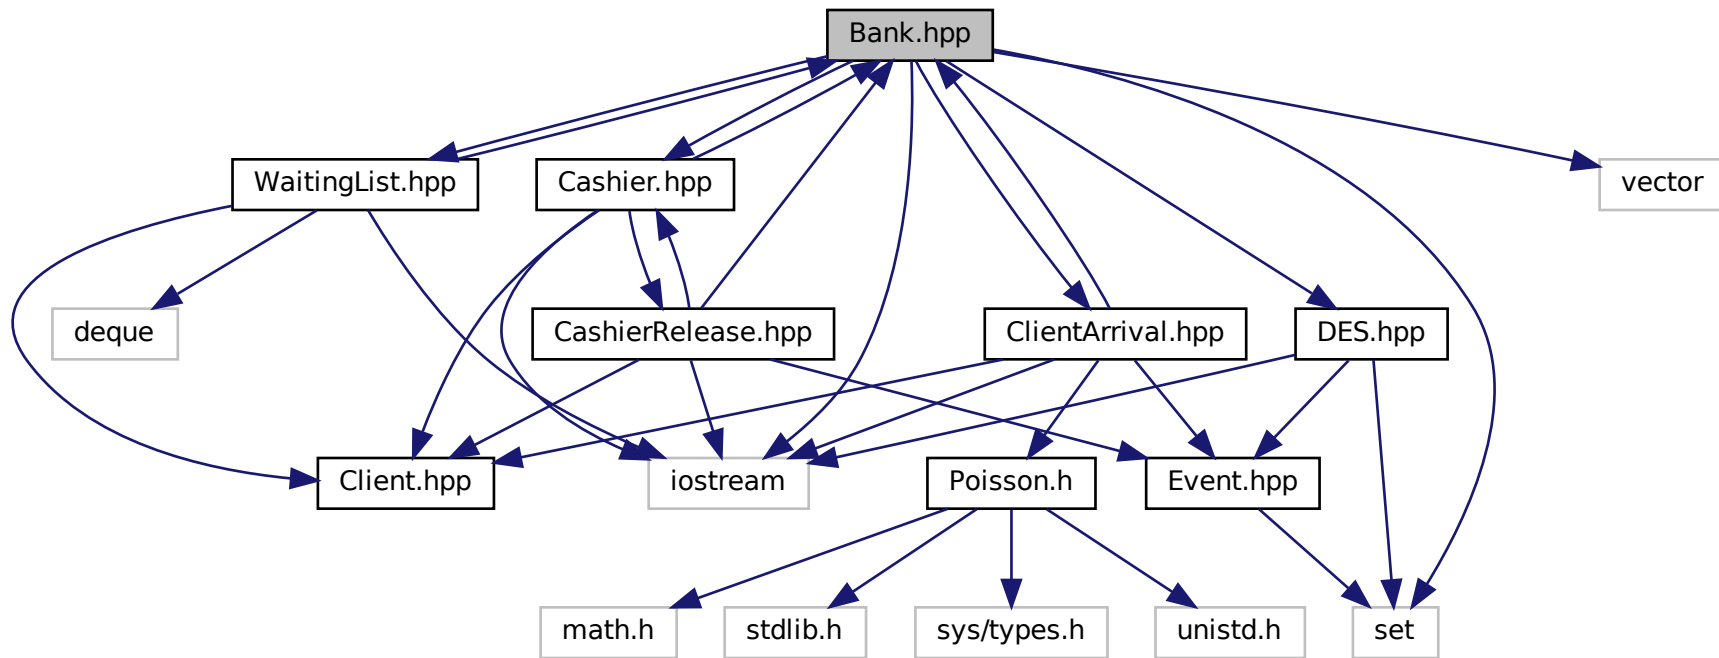 Bank.hpp
WaitingList.hpp
Cashier.hpp
vector
deque
CashierRelease.hpp
ClientArrival.hpp
DES.hpp
Client.hpp
iostream
Poisson.h
Event.hpp
math.h
stdlib.h
sys/types.h
unistd.h
set